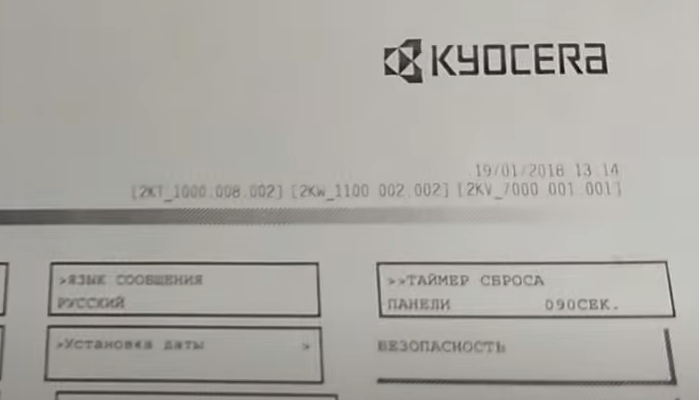 KYOCERA
19/01/2018 13:14
[2KT_1000.008.002] [2KW_1100.002.002] [2KV_7000.001.001]
>ЯЗЫК СООБЩЕНИЯ
РУССКИЙ
>Установка даты >
>>ТАЙМЕР СБРОСА
ПАНЕЛИ 090СЕК.
БЕЗОПАСНОСТЬ